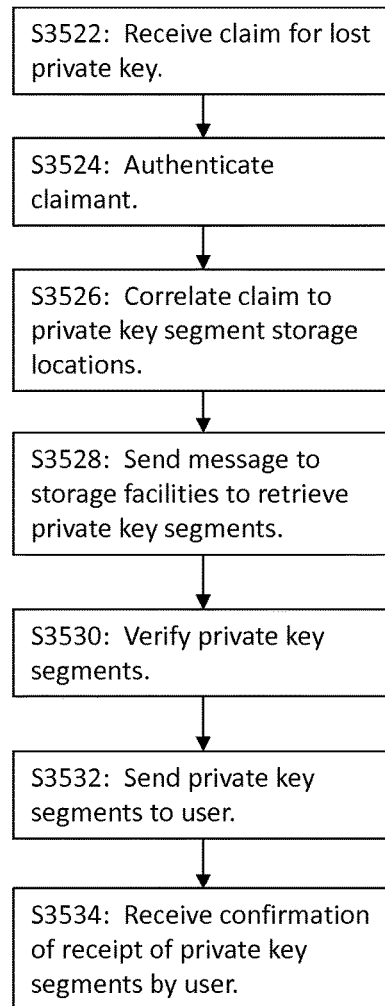 S3522: Receive claim for lost
private key.
S3524: Authenticate
claimant.
S3526: Correlate claim to
private key segment storage
locations.
S3528: Send message to
storage facilities to retrieve
private key segments.
S3530: Verify private key
segments.
S3532: Send private key
segments to user.
S3534: Receive confirmation
of receipt of private key
segments by user.